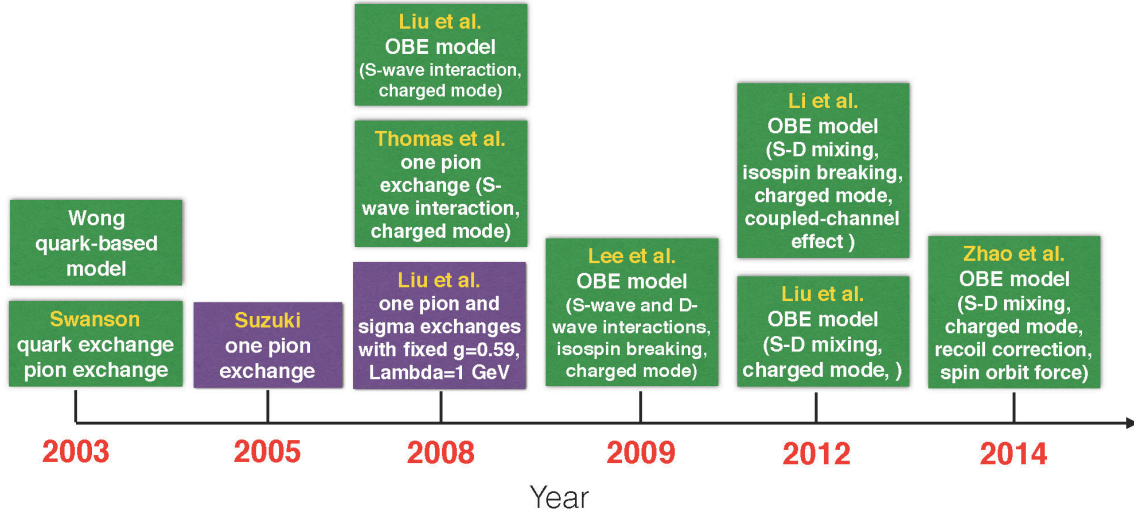 Wong
quark-based
model
Swanson
quark exchange
pion exchange
Suzuki
one pion
exchange
Liu et al.
OBE model
(S-wave interaction,
charged mode)
Thomas et al.
one pion
exchange (S-
wave interaction,
charged mode)
Liu et al.
one pion and
sigma exchanges
with fixed g=0.59,
Lambda=1 GeV
Lee et al.
OBE model
(S-wave and D-
wave interactions,
isospin breaking,
charged mode)
Li et al.
OBE model
(S-D mixing,
isospin breaking,
charged mode,
coupled-channel
effect )
Liu et al.
OBE model
(S-D mixing,
charged mode, )
Zhao et al.
OBE model
(S-D mixing,
charged mode,
recoil correction,
spin orbit force)
2003
2005
2008
2009
2012
2014
Year